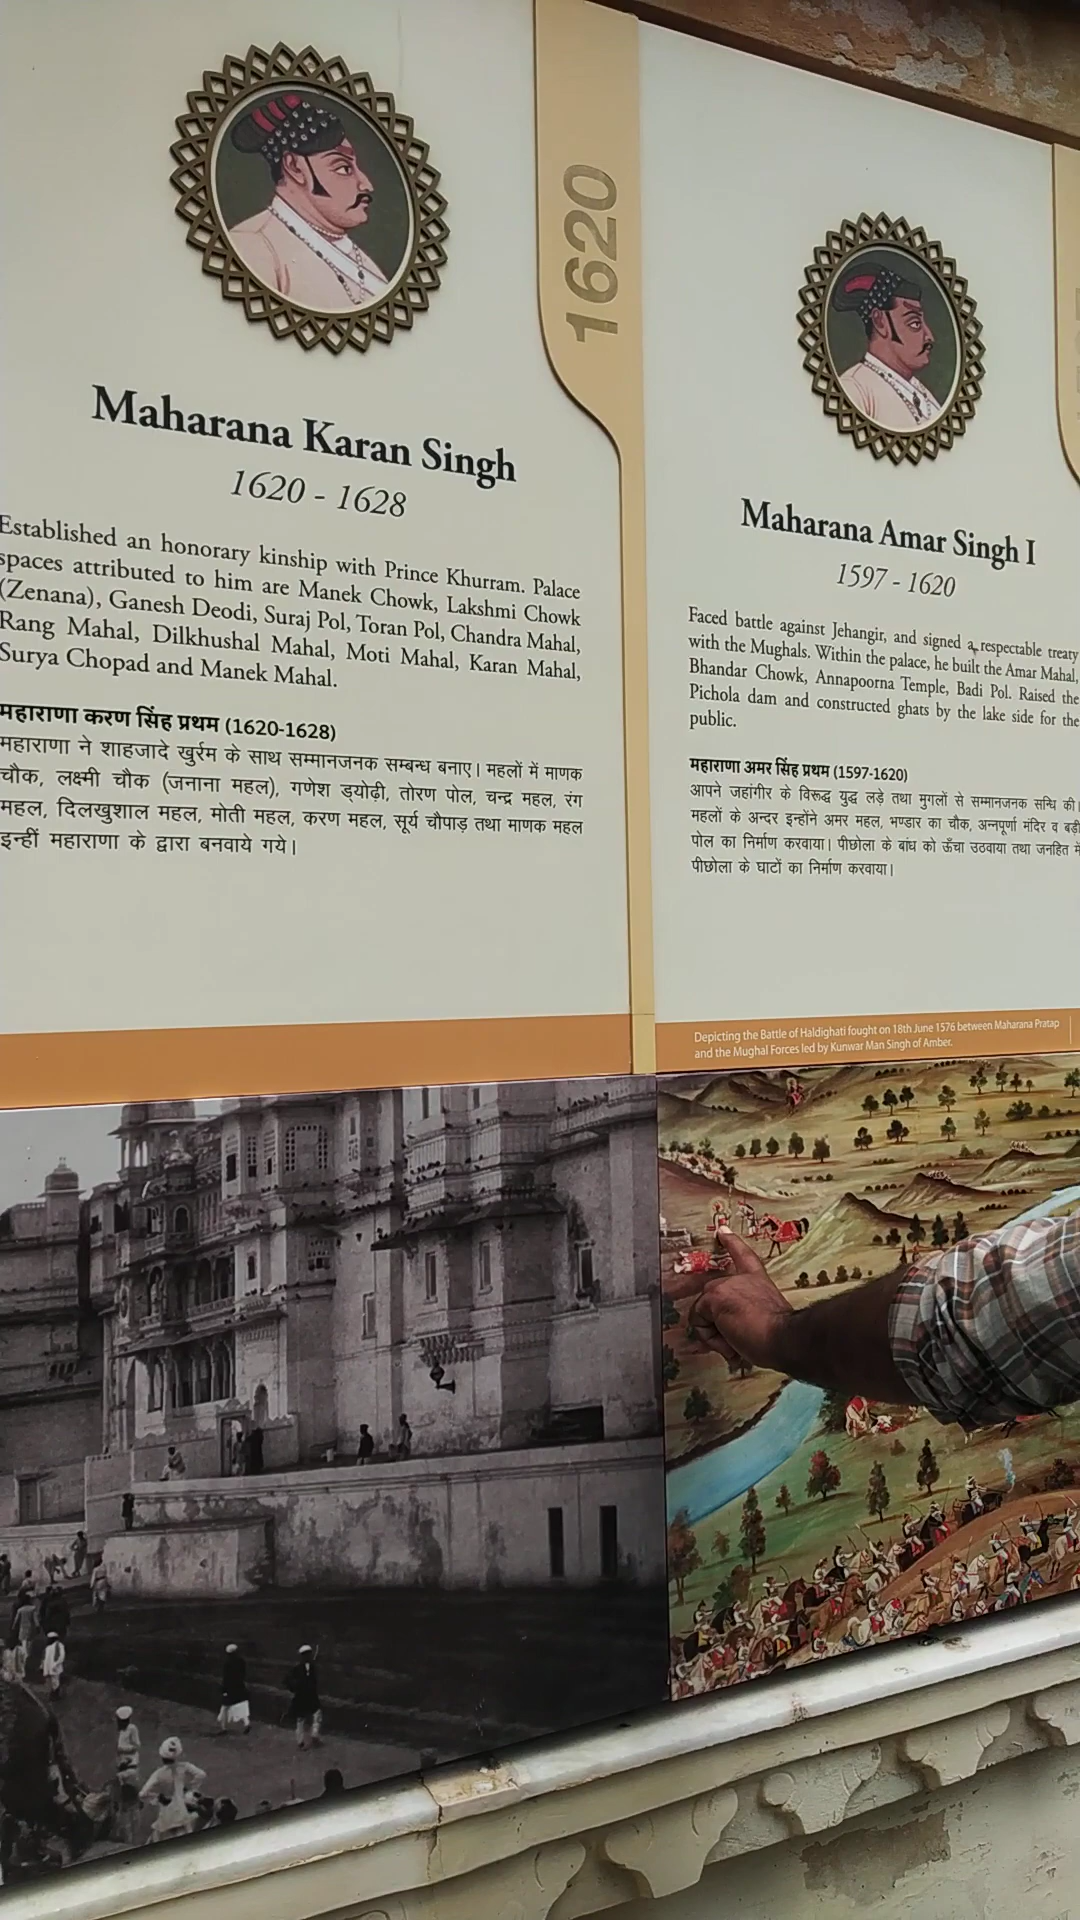 Maharana Karan Singh
1620 - 1628
Established an honorary kinship with Prince Khurram. Palace
spaces attributed to him are Manek Chowk, Lakshmi Chowk
(Zenana), Ganesh Deodi, Suraj Pol, Toran Pol, Chandra Mahal,
Rang Mahal, Dilkhushal Mahal, Moti Mahal, Karan Mahal,
Surya Chopad and Manek Mahal.
महाराणा करण सिंह प्रथम (1620-1628)
महाराणा ने शाहजादे खुर्रम के साथ सम्मानजनक सम्बन्ध बनाए। महलों में माणक
चौक, लक्ष्मी चौक (जनाना महल), गणेश ड्योढ़ी, तोरण पोल, चन्द्र महल, रंग
महल, दिलखुशाल महल, मोती महल, करण महल, सूर्य चौपाड़ तथा माणक महल
इन्हीं महाराणा के द्वारा बनवाये गये।
1620
Maharana Amar Singh I
1597 - 1620
Faced battle against Jehangir, and signed a respectable treaty
with the Mughals. Within the palace, he built the Amar Mahal,
Bhandar Chowk, Annapoorna Temple, Badi Pol. Raised the
Pichola dam and constructed ghats by the lake side for the
public.
महाराणा अमर सिंह प्रथम (1597-1620)
आपने जहांगीर के विरूद्ध युद्ध लड़े तथा मुगलों से सम्मानजनक सन्धि की।
महलों के अन्दर इन्होंने अमर महल, भण्डार का चौक, अन्नपूर्णा मंदिर व बड़ी
पोल का निर्माण करवाया। पीछोला के बांध को ऊँचा उठवाया तथा जनहित में
पीछोला के घाटों का निर्माण करवाया।
Depicting the Battle of Haldighati fought on 18th June 1576 between Maharana Pratap
and the Mughal Forces led by Kunwar Man Singh of Amber.